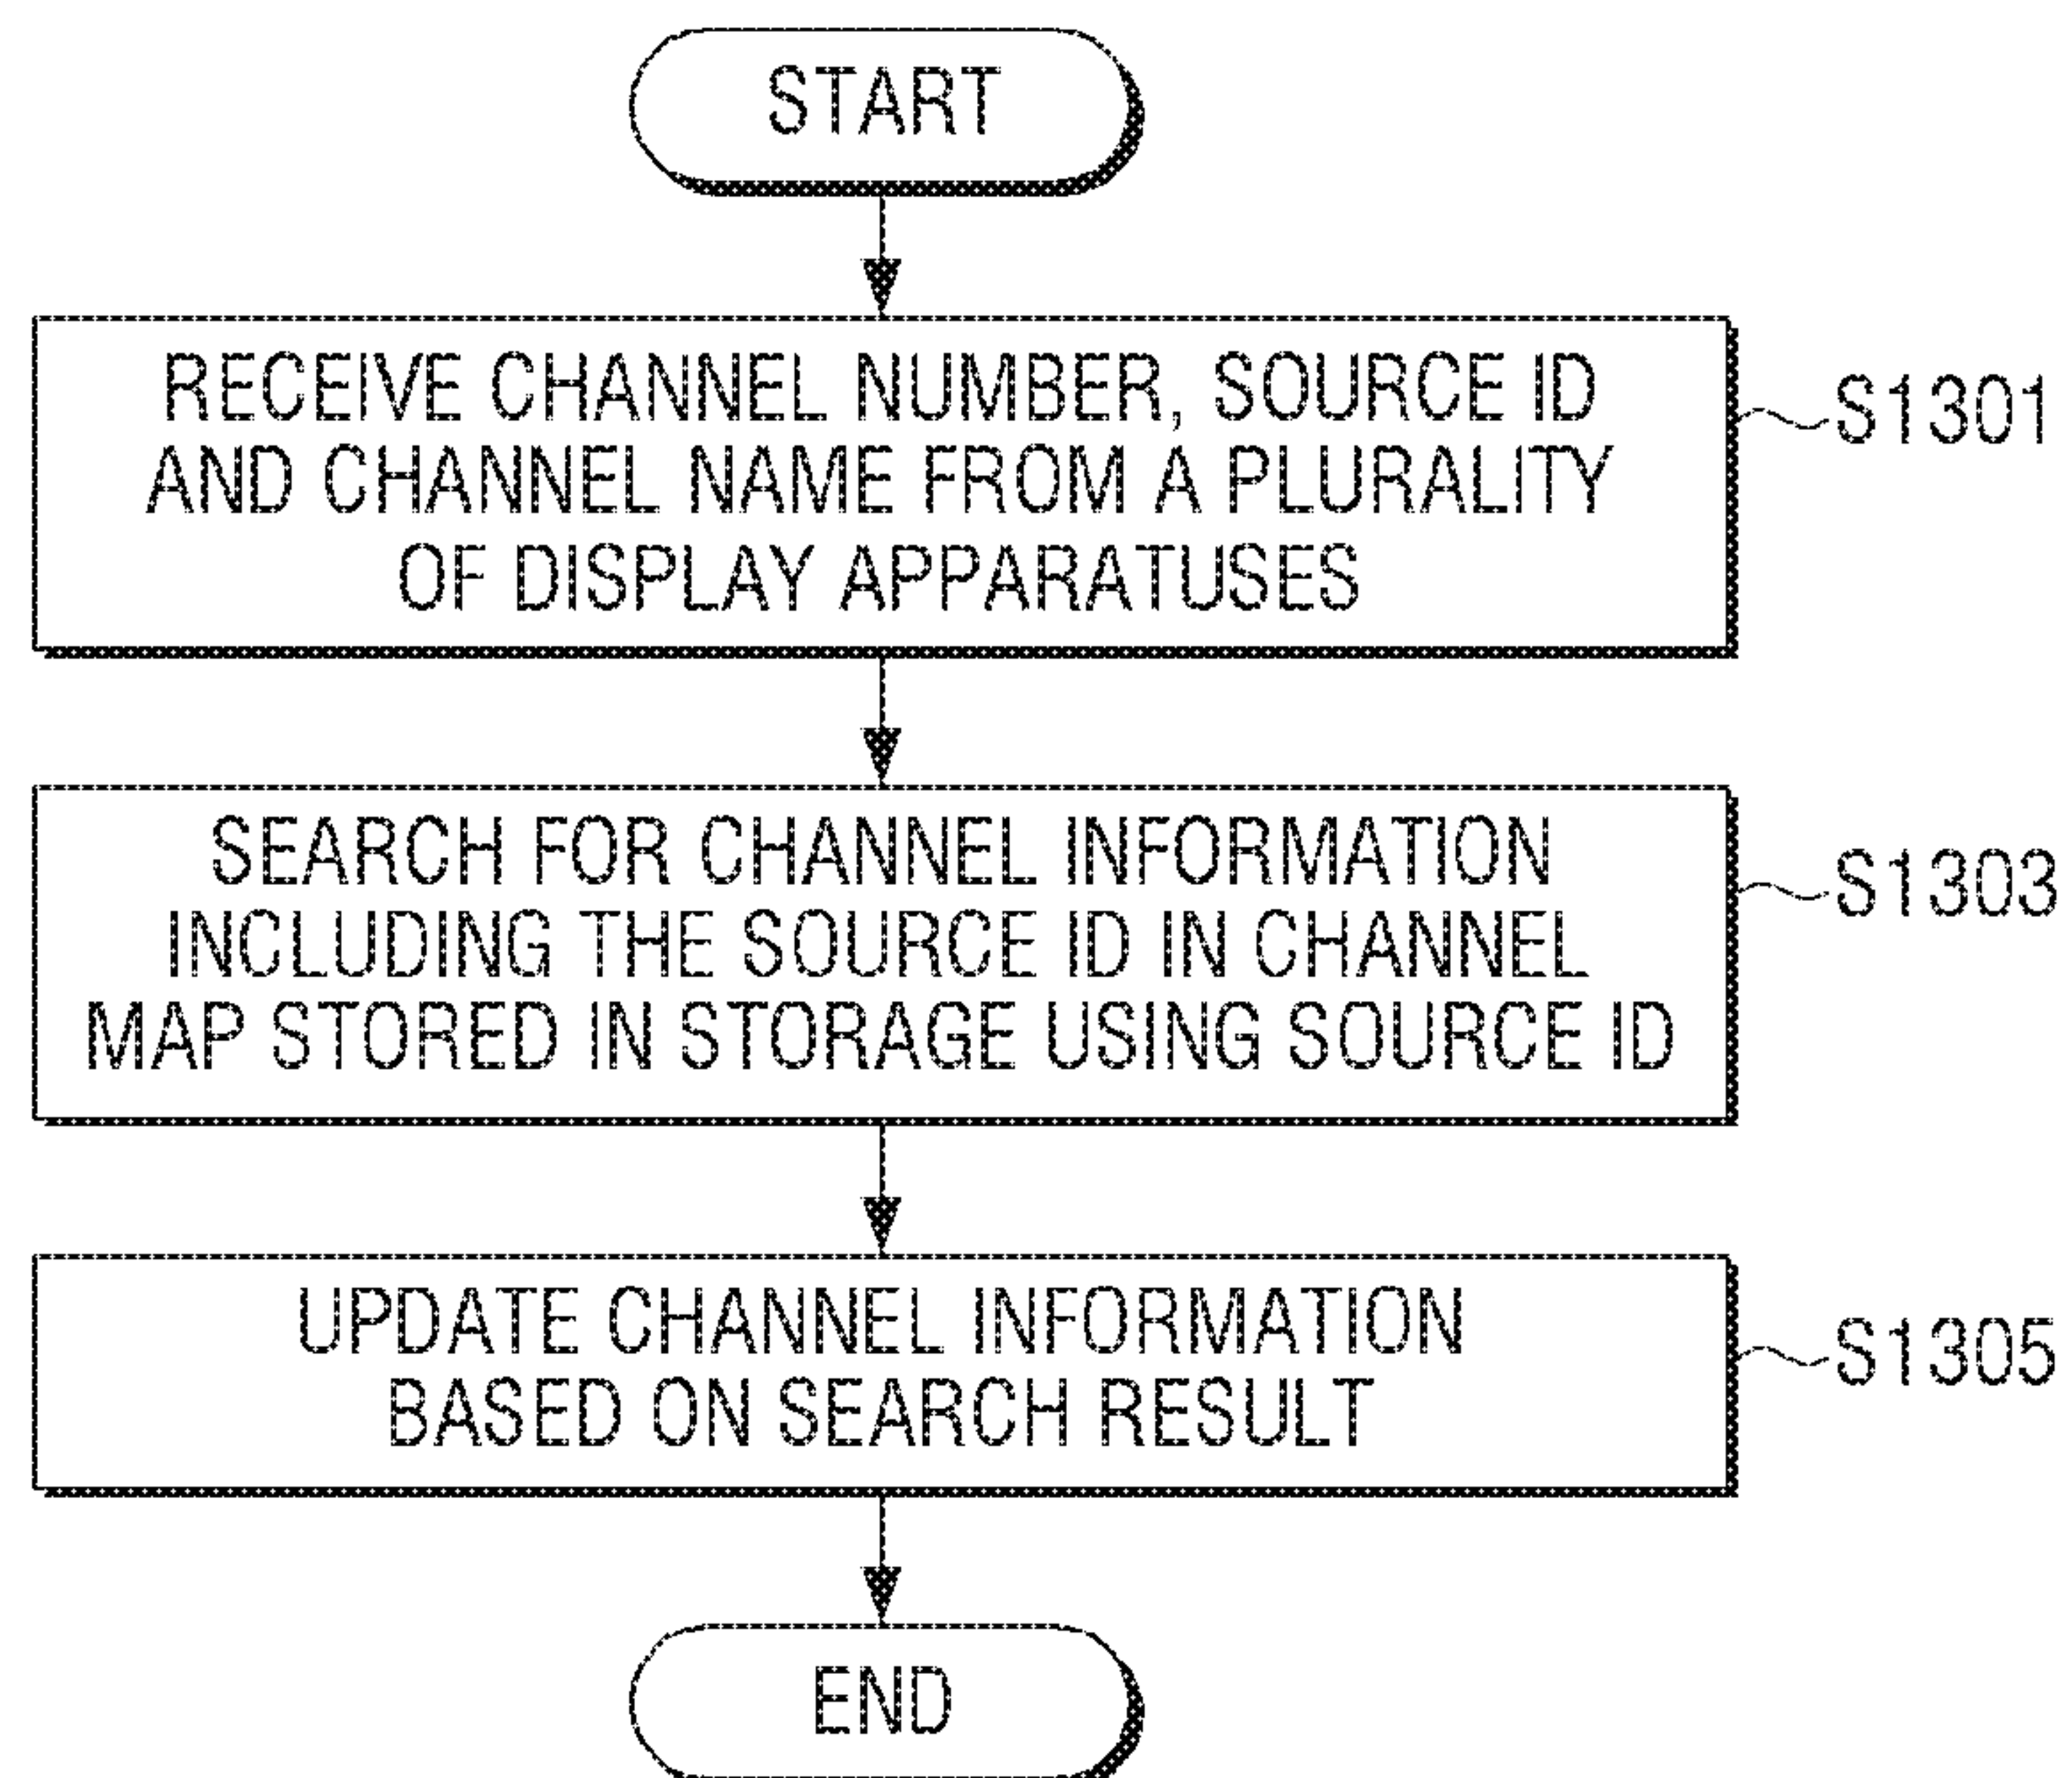 START
RECEIVE CHANNEL NUMBER, SOURCE ID
AND CHANNEL NAME FROM A PLURALITY
OF DISPLAY APPARATUSES
S1301
SEARCH FOR CHANNEL INFORMATION
INCLUDING THE SOURCE ID IN CHANNEL
MAP STORED IN STORAGE USING SOURCE ID
S1303
UPDATE CHANNEL INFORMATION
BASED ON SEARCH RESULT
S1305
END